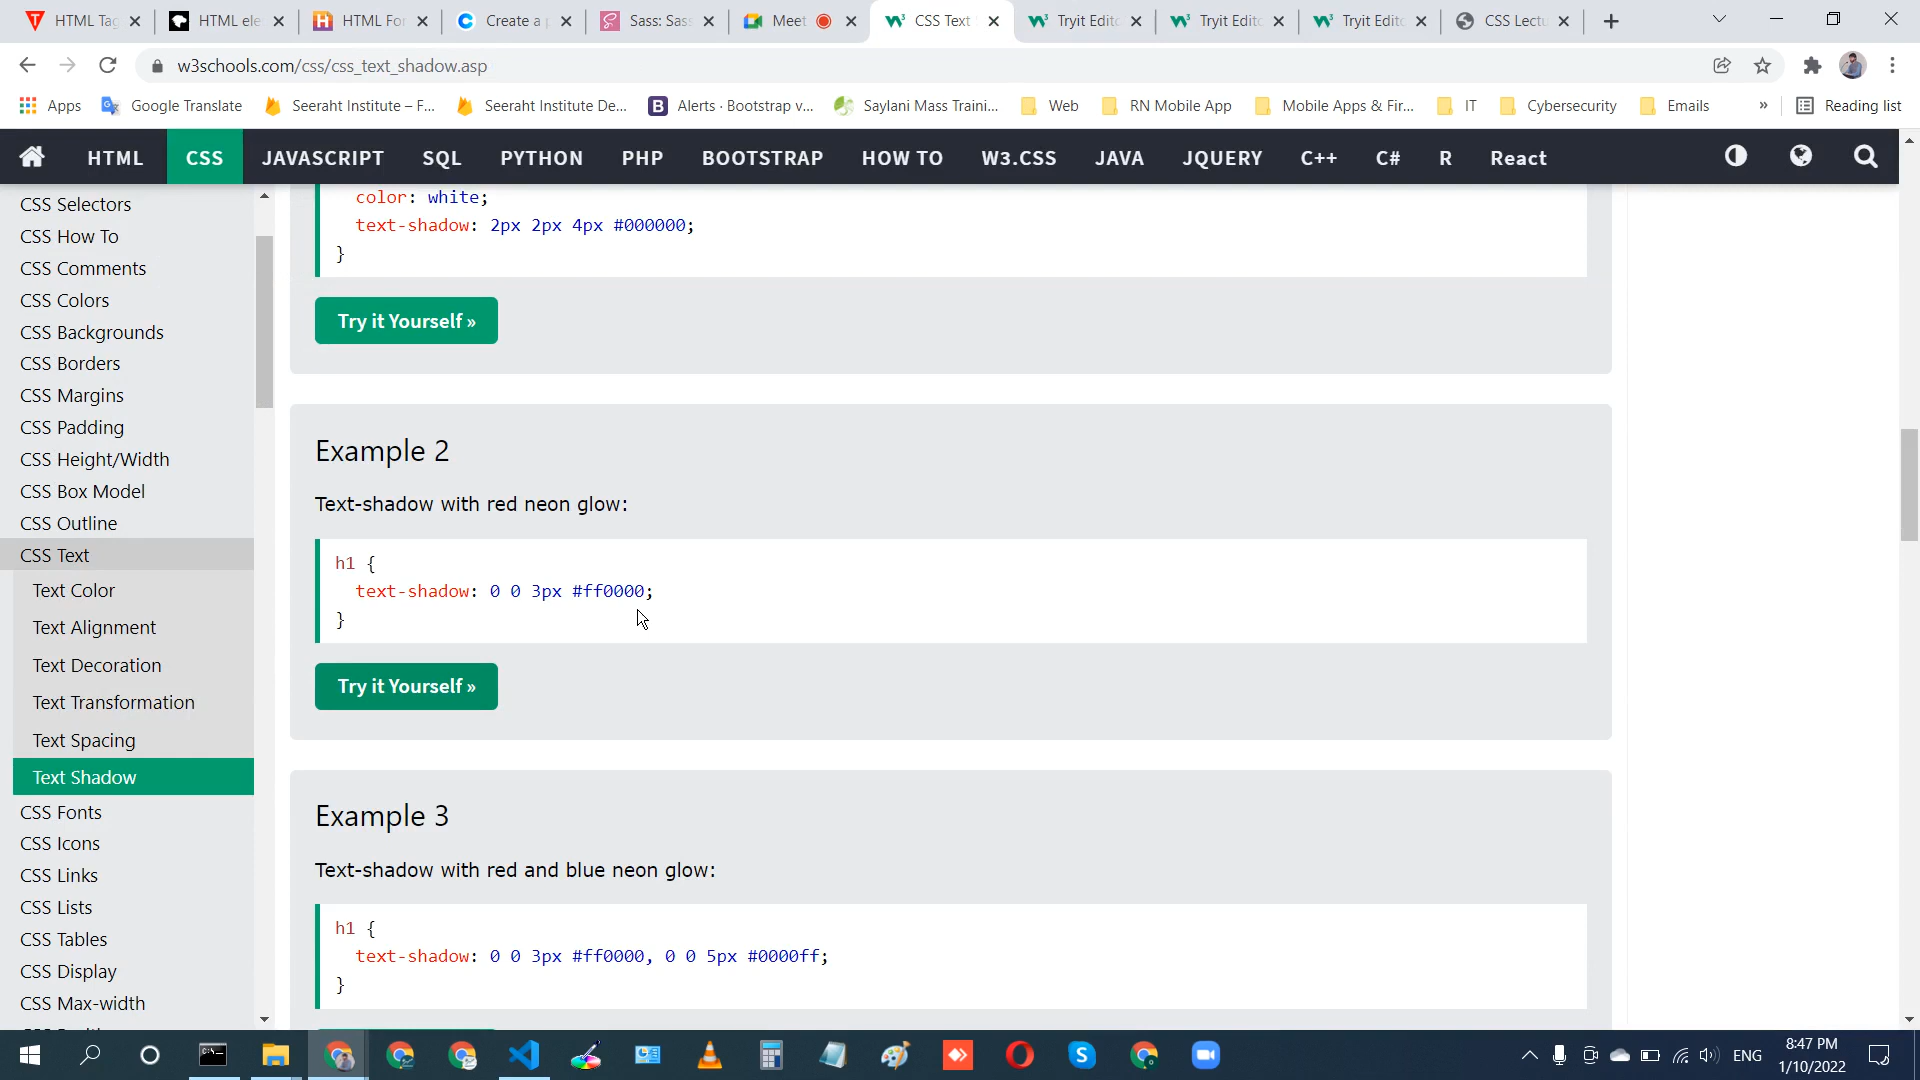 HTML Tag
HTML ele
HTML For
Create a p
Sass: Sass
Meet
CSS Text
Tryit Edito
Tryit Edito
Tryit Edito
CSS Lectu
w3schools.com/css/css_text_shadow.asp
Apps
Google Translate
Seeraht Institute – F...
Seeraht Institute De...
Alerts · Bootstrap v...
Saylani Mass Traini...
Web
RN Mobile App
Mobile Apps & Fir...
IT
Cybersecurity
Emails
»
Reading list
HTML
CSS
JAVASCRIPT
SQL
PYTHON
PHP
BOOTSTRAP
HOW TO
W3.CSS
JAVA
JQUERY
C++
C#
R
React
CSS Selectors
CSS How To
CSS Comments
CSS Colors
CSS Backgrounds
CSS Borders
CSS Margins
CSS Padding
CSS Height/Width
CSS Box Model
CSS Outline
CSS Text
Text Color
Text Alignment
Text Decoration
Text Transformation
Text Spacing
Text Shadow
CSS Fonts
CSS Icons
CSS Links
CSS Lists
CSS Tables
CSS Display
CSS Max-width
color: white;
text-shadow: 2px 2px 4px #000000;
}
Try it Yourself »
Example 2
Text-shadow with red neon glow:
h1 {
text-shadow: 0 0 3px #ff0000;
}
Try it Yourself »
Example 3
Text-shadow with red and blue neon glow:
h1 {
text-shadow: 0 0 3px #ff0000, 0 0 5px #0000ff;
}
ENG
8:47 PM
1/10/2022